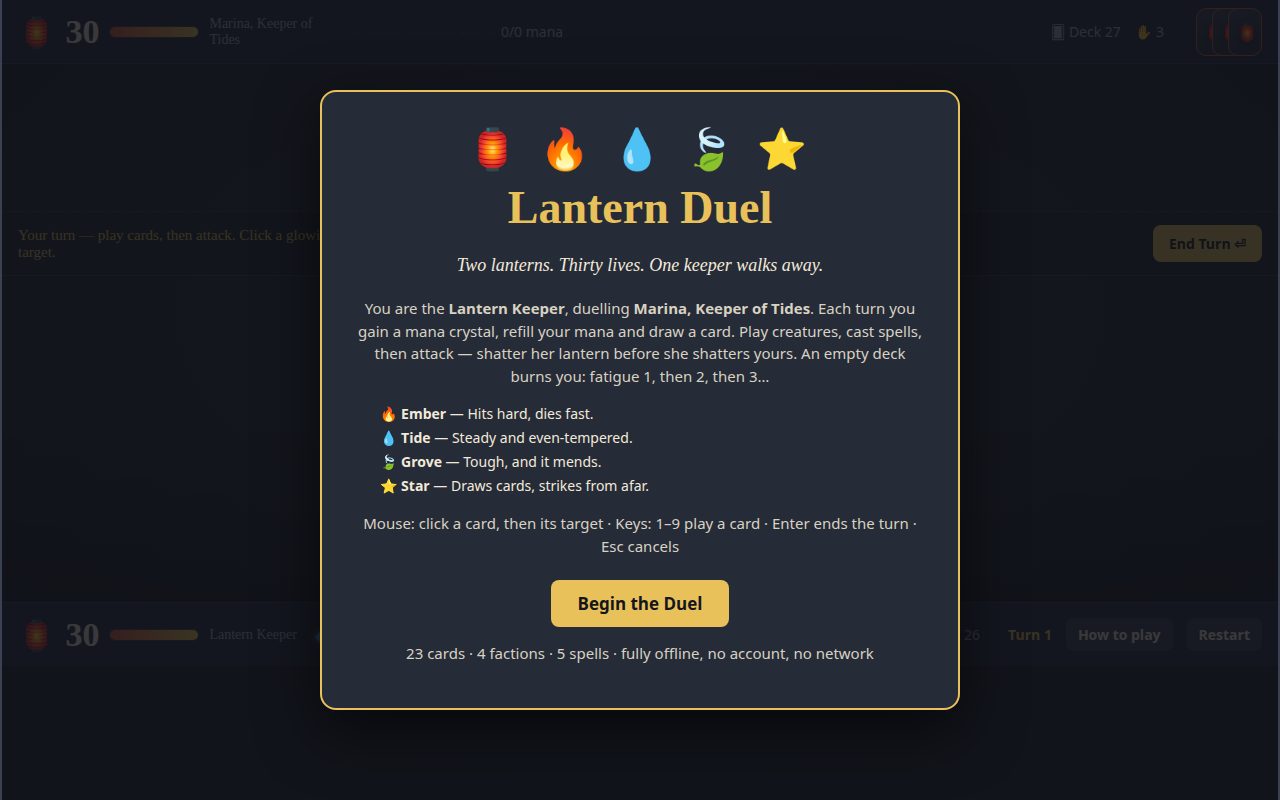 30
Marina, Keeper of
Tides
0/0 mana
Deck 27
3
Lantern Duel
Two lanterns. Thirty lives. One keeper walks away.
You are the Lantern Keeper, duelling Marina, Keeper of Tides. Each turn you
gain a mana crystal, refill your mana and draw a card. Play creatures, cast spells,
then attack — shatter her lantern before she shatters yours. An empty deck
burns you: fatigue 1, then 2, then 3…
Your turn — play cards, then attack. Click a glowi
target.
End Turn ⏎
Ember — Hits hard, dies fast.
Tide — Steady and even-tempered.
Grove — Tough, and it mends.
Star — Draws cards, strikes from afar.
Mouse: click a card, then its target · Keys: 1–9 play a card · Enter ends the turn ·
Esc cancels
Begin the Duel
23 cards · 4 factions · 5 spells · fully offline, no account, no network
30
Lantern Keeper
26
Turn 1
How to play
Restart